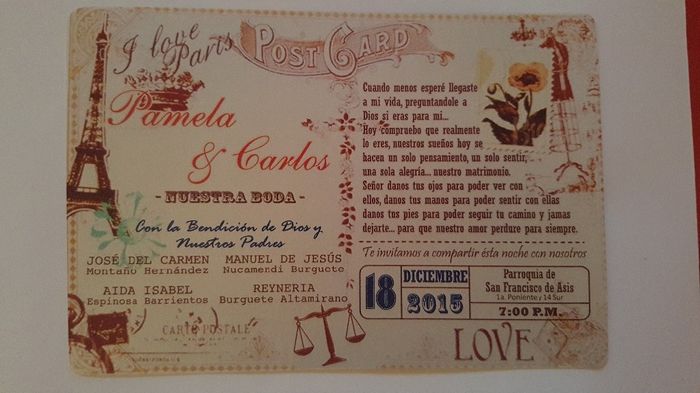 I love
Paris
POST CARD
Pamela
& Carlos
- NUESTRA BODA -
Con la Bendición de Dios y
Nuestros Padres
JOSÉ DEL CARMEN
Montaño Hernández
MANUEL DE JESÚS
Nucamendi Burguete
AIDA ISABEL
Espinosa Barrientos
REYNERIA
Burguete Altamirano
CARTE POSTALE
Cuando menos esperé llegaste
a mi vida, preguntandole a
Dios si eras para mi...
Hoy compruebo que realmente
lo eres, nuestros sueños hoy se
hacen un solo pensamiento, un solo sentir,
una sola alegría... nuestro matrimonio.
Señor danos tus ojos para poder ver con
ellos, danos tus manos para poder sentir con ellas
danos tus pies para poder seguir tu camino y jamas
dejarte... para que nuestro amor perdure para siempre.
Te invitamos a compartir ésta noche con nosotros
18 DICIEMBRE
2015
Parroquia de
San Francisco de Asis
1a. Poniente y 14 Sur
7:00 P.M.
LOVE